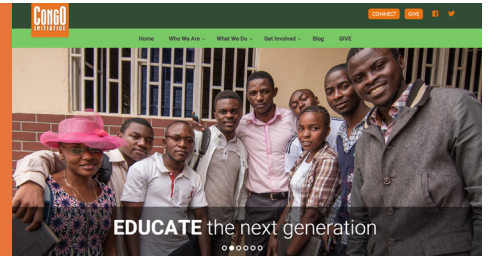 CONGO
INITIATIVE
CONNECT
GIVE
Home
Who We Are
What We Do
Get Involved
Blog
GIVE
EDUCATE the next generation